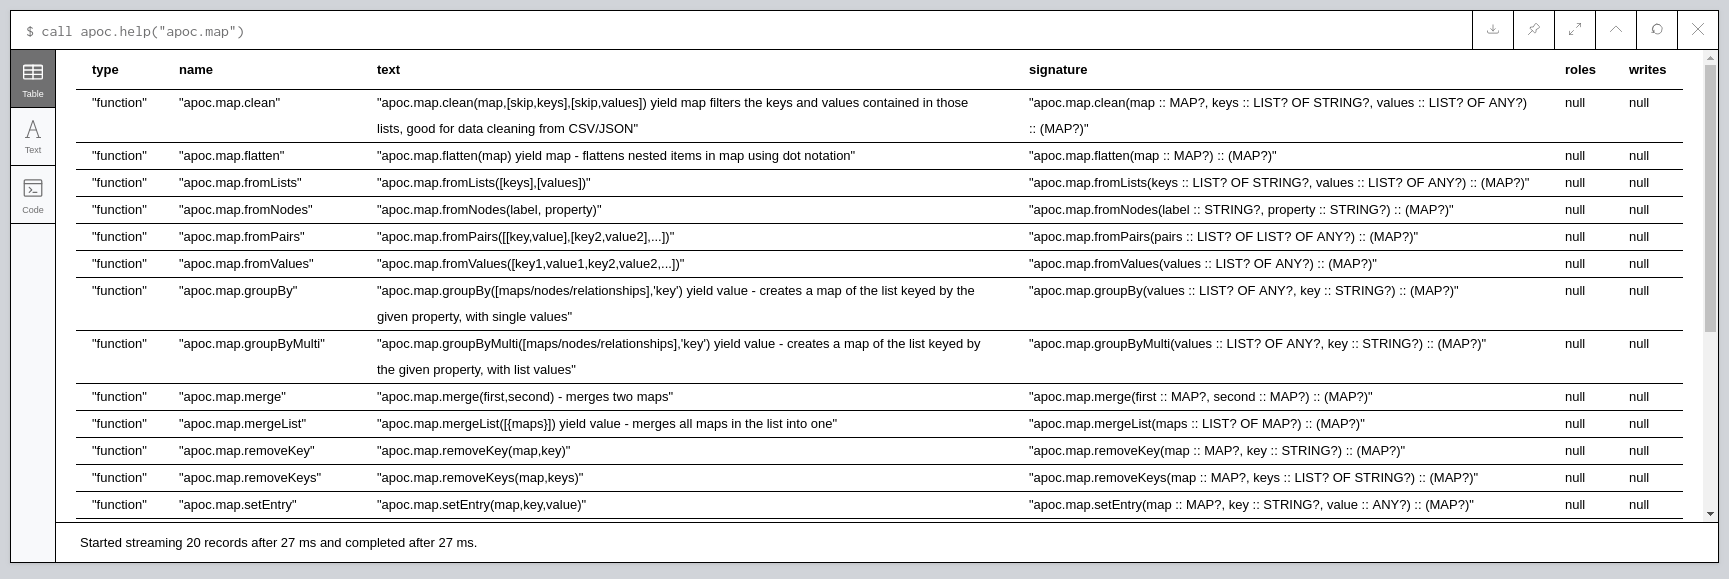 $ call apoc.help("apoc.map")
Table
Text
Code
type name text signature roles writes
"function" "apoc.map.clean" "apoc.map.clean(map,[skip,keys],[skip,values]) yield map filters the keys and values contained in those "apoc.map.clean(map :: MAP?, keys :: LIST? OF STRING?, values :: LIST? OF ANY?) null null
lists, good for data cleaning from CSV/JSON" :: (MAP?)"
"function" "apoc.map.flatten" "apoc.map.flatten(map) yield map - flattens nested items in map using dot notation" "apoc.map.flatten(map :: MAP?) :: (MAP?)" null null
"function" "apoc.map.fromLists" "apoc.map.fromLists([keys],[values])" "apoc.map.fromLists(keys :: LIST? OF STRING?, values :: LIST? OF ANY?) :: (MAP?)" null null
"function" "apoc.map.fromNodes" "apoc.map.fromNodes(label, property)" "apoc.map.fromNodes(label :: STRING?, property :: STRING?) :: (MAP?)" null null
"function" "apoc.map.fromPairs" "apoc.map.fromPairs([[key,value],[key2,value2],...])" "apoc.map.fromPairs(pairs :: LIST? OF LIST? OF ANY?) :: (MAP?)" null null
"function" "apoc.map.fromValues" "apoc.map.fromValues([key1,value1,key2,value2,...])" "apoc.map.fromValues(values :: LIST? OF ANY?) :: (MAP?)" null null
"function" "apoc.map.groupBy" "apoc.map.groupBy([maps/nodes/relationships],'key') yield value - creates a map of the list keyed by the "apoc.map.groupBy(values :: LIST? OF ANY?, key :: STRING?) :: (MAP?)" null null
given property, with single values"
"function" "apoc.map.groupByMulti" "apoc.map.groupByMulti([maps/nodes/relationships],'key') yield value - creates a map of the list keyed by "apoc.map.groupByMulti(values :: LIST? OF ANY?, key :: STRING?) :: (MAP?)" null null
the given property, with list values"
"function" "apoc.map.merge" "apoc.map.merge(first,second) - merges two maps" "apoc.map.merge(first :: MAP?, second :: MAP?) :: (MAP?)" null null
"function" "apoc.map.mergeList" "apoc.map.mergeList([{maps}]) yield value - merges all maps in the list into one" "apoc.map.mergeList(maps :: LIST? OF MAP?) :: (MAP?)" null null
"function" "apoc.map.removeKey" "apoc.map.removeKey(map,key)" "apoc.map.removeKey(map :: MAP?, key :: STRING?) :: (MAP?)" null null
"function" "apoc.map.removeKeys" "apoc.map.removeKeys(map,keys)" "apoc.map.removeKeys(map :: MAP?, keys :: LIST? OF STRING?) :: (MAP?)" null null
"function" "apoc.map.setEntry" "apoc.map.setEntry(map,key,value)" "apoc.map.setEntry(map :: MAP?, key :: STRING?, value :: ANY?) :: (MAP?)" null null
Started streaming 20 records after 27 ms and completed after 27 ms.